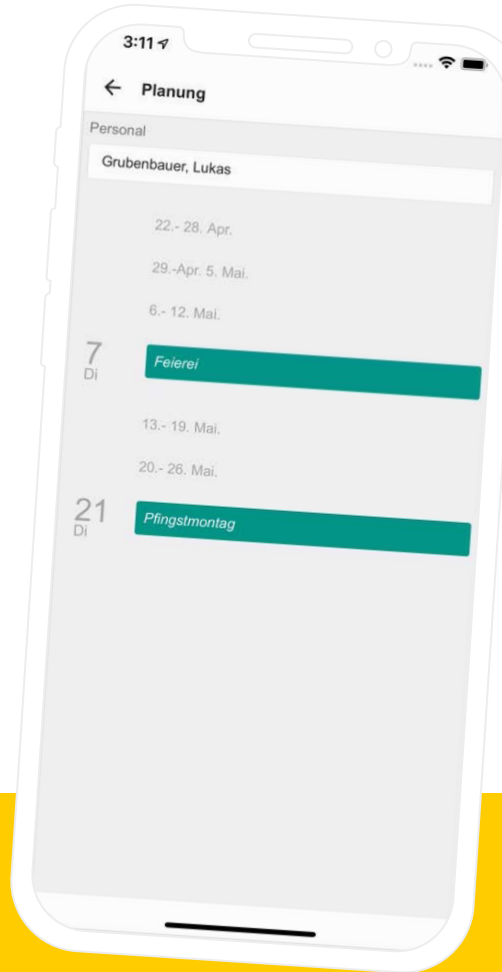 3:11
Planung
Personal
Grubenbauer, Lukas
22.- 28. Apr.
29.-Apr. 5. Mai.
6.- 12. Mai.
7
Di
Feierei
13.- 19. Mai.
20.- 26. Mai.
21
Di
Pfingstmontag